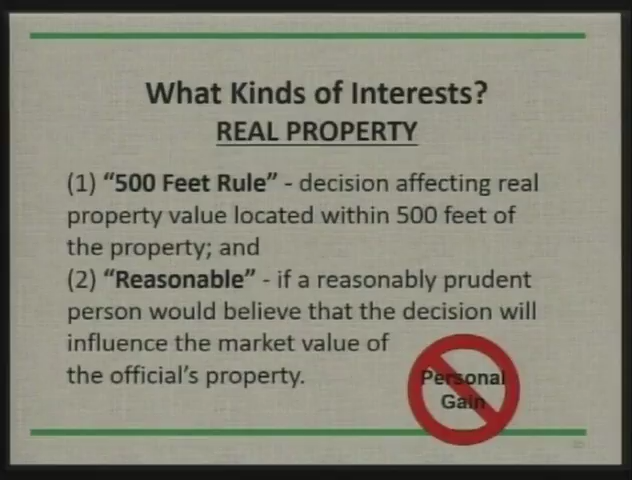 What Kinds of Interests?
REAL PROPERTY
(1) “500 Feet Rule” - decision affecting real
property value located within 500 feet of
the property; and
(2) “Reasonable” - if a reasonably prudent
person would believe that the decision will
influence the market value of
the official’s property.
Personal
Gain